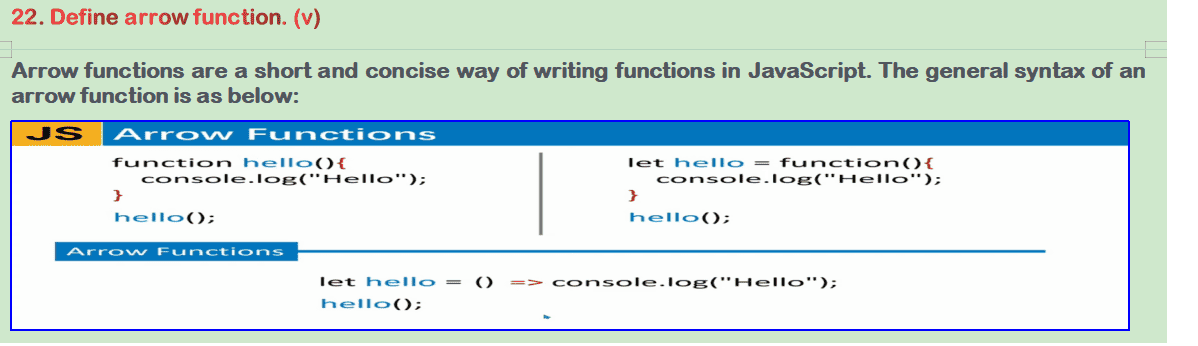 22. Define arrow function. (v)
Arrow functions are a short and concise way of writing functions in JavaScript. The general syntax of an
arrow function is as below:
JS Arrow Functions
function hello(){
console.log("Hello");
}
hello();
let hello = function(){
console.log("Hello");
}
hello();
Arrow Functions
let hello = () => console.log("Hello");
hello();